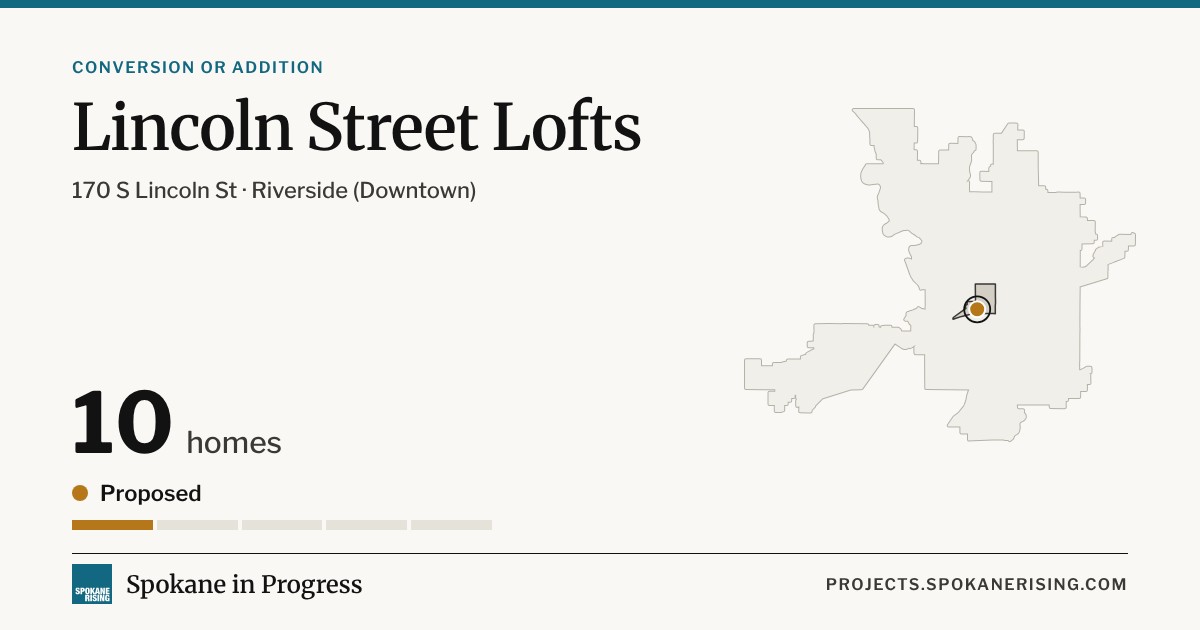 CONVERSION OR ADDITION
Lincoln Street Lofts
170 S Lincoln St · Riverside (Downtown)
10 homes
Proposed
SPOKANE
RISING
Spokane in Progress
PROJECTS.SPOKANERISING.COM